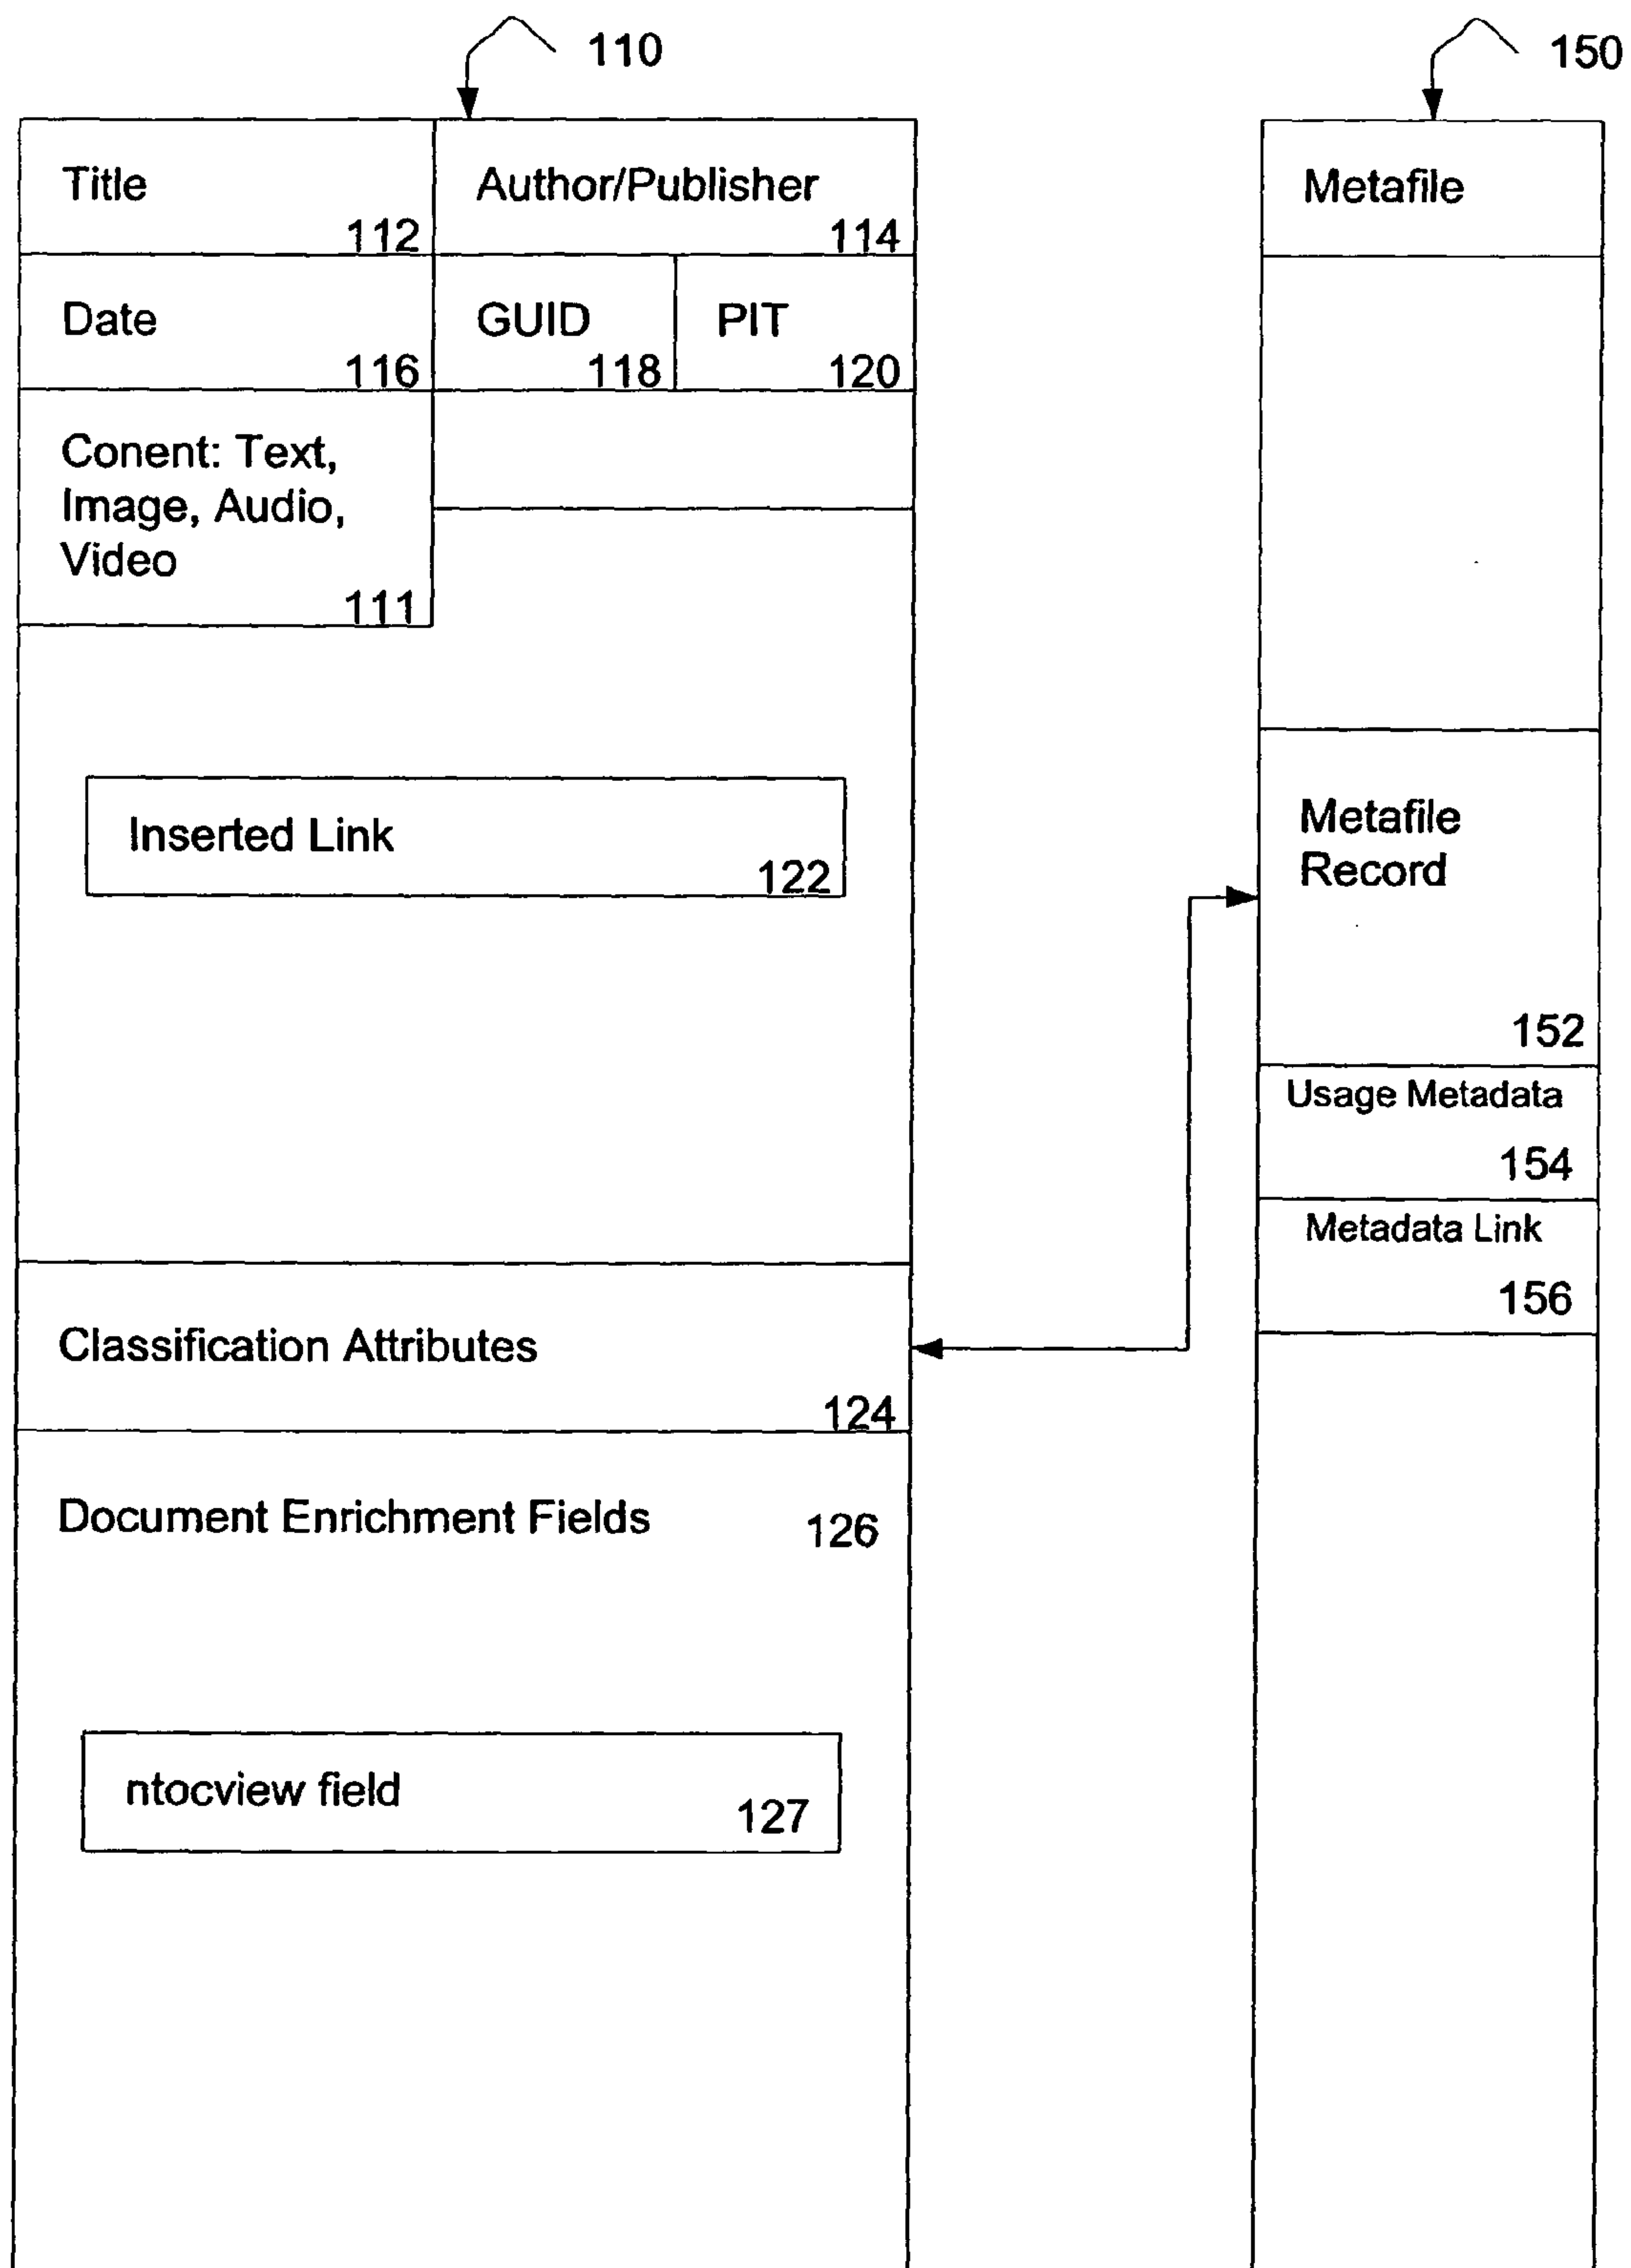 110
150
Title
112
Author/Publisher
114
Metafile
Date
116
GUID
118
PIT
120
Conent: Text,
Image, Audio,
Video
111
Inserted Link
122
Metafile
Record
152
Usage Metadata
154
Metadata Link
156
Classification Attributes
124
Document Enrichment Fields
126
ntocview field
127